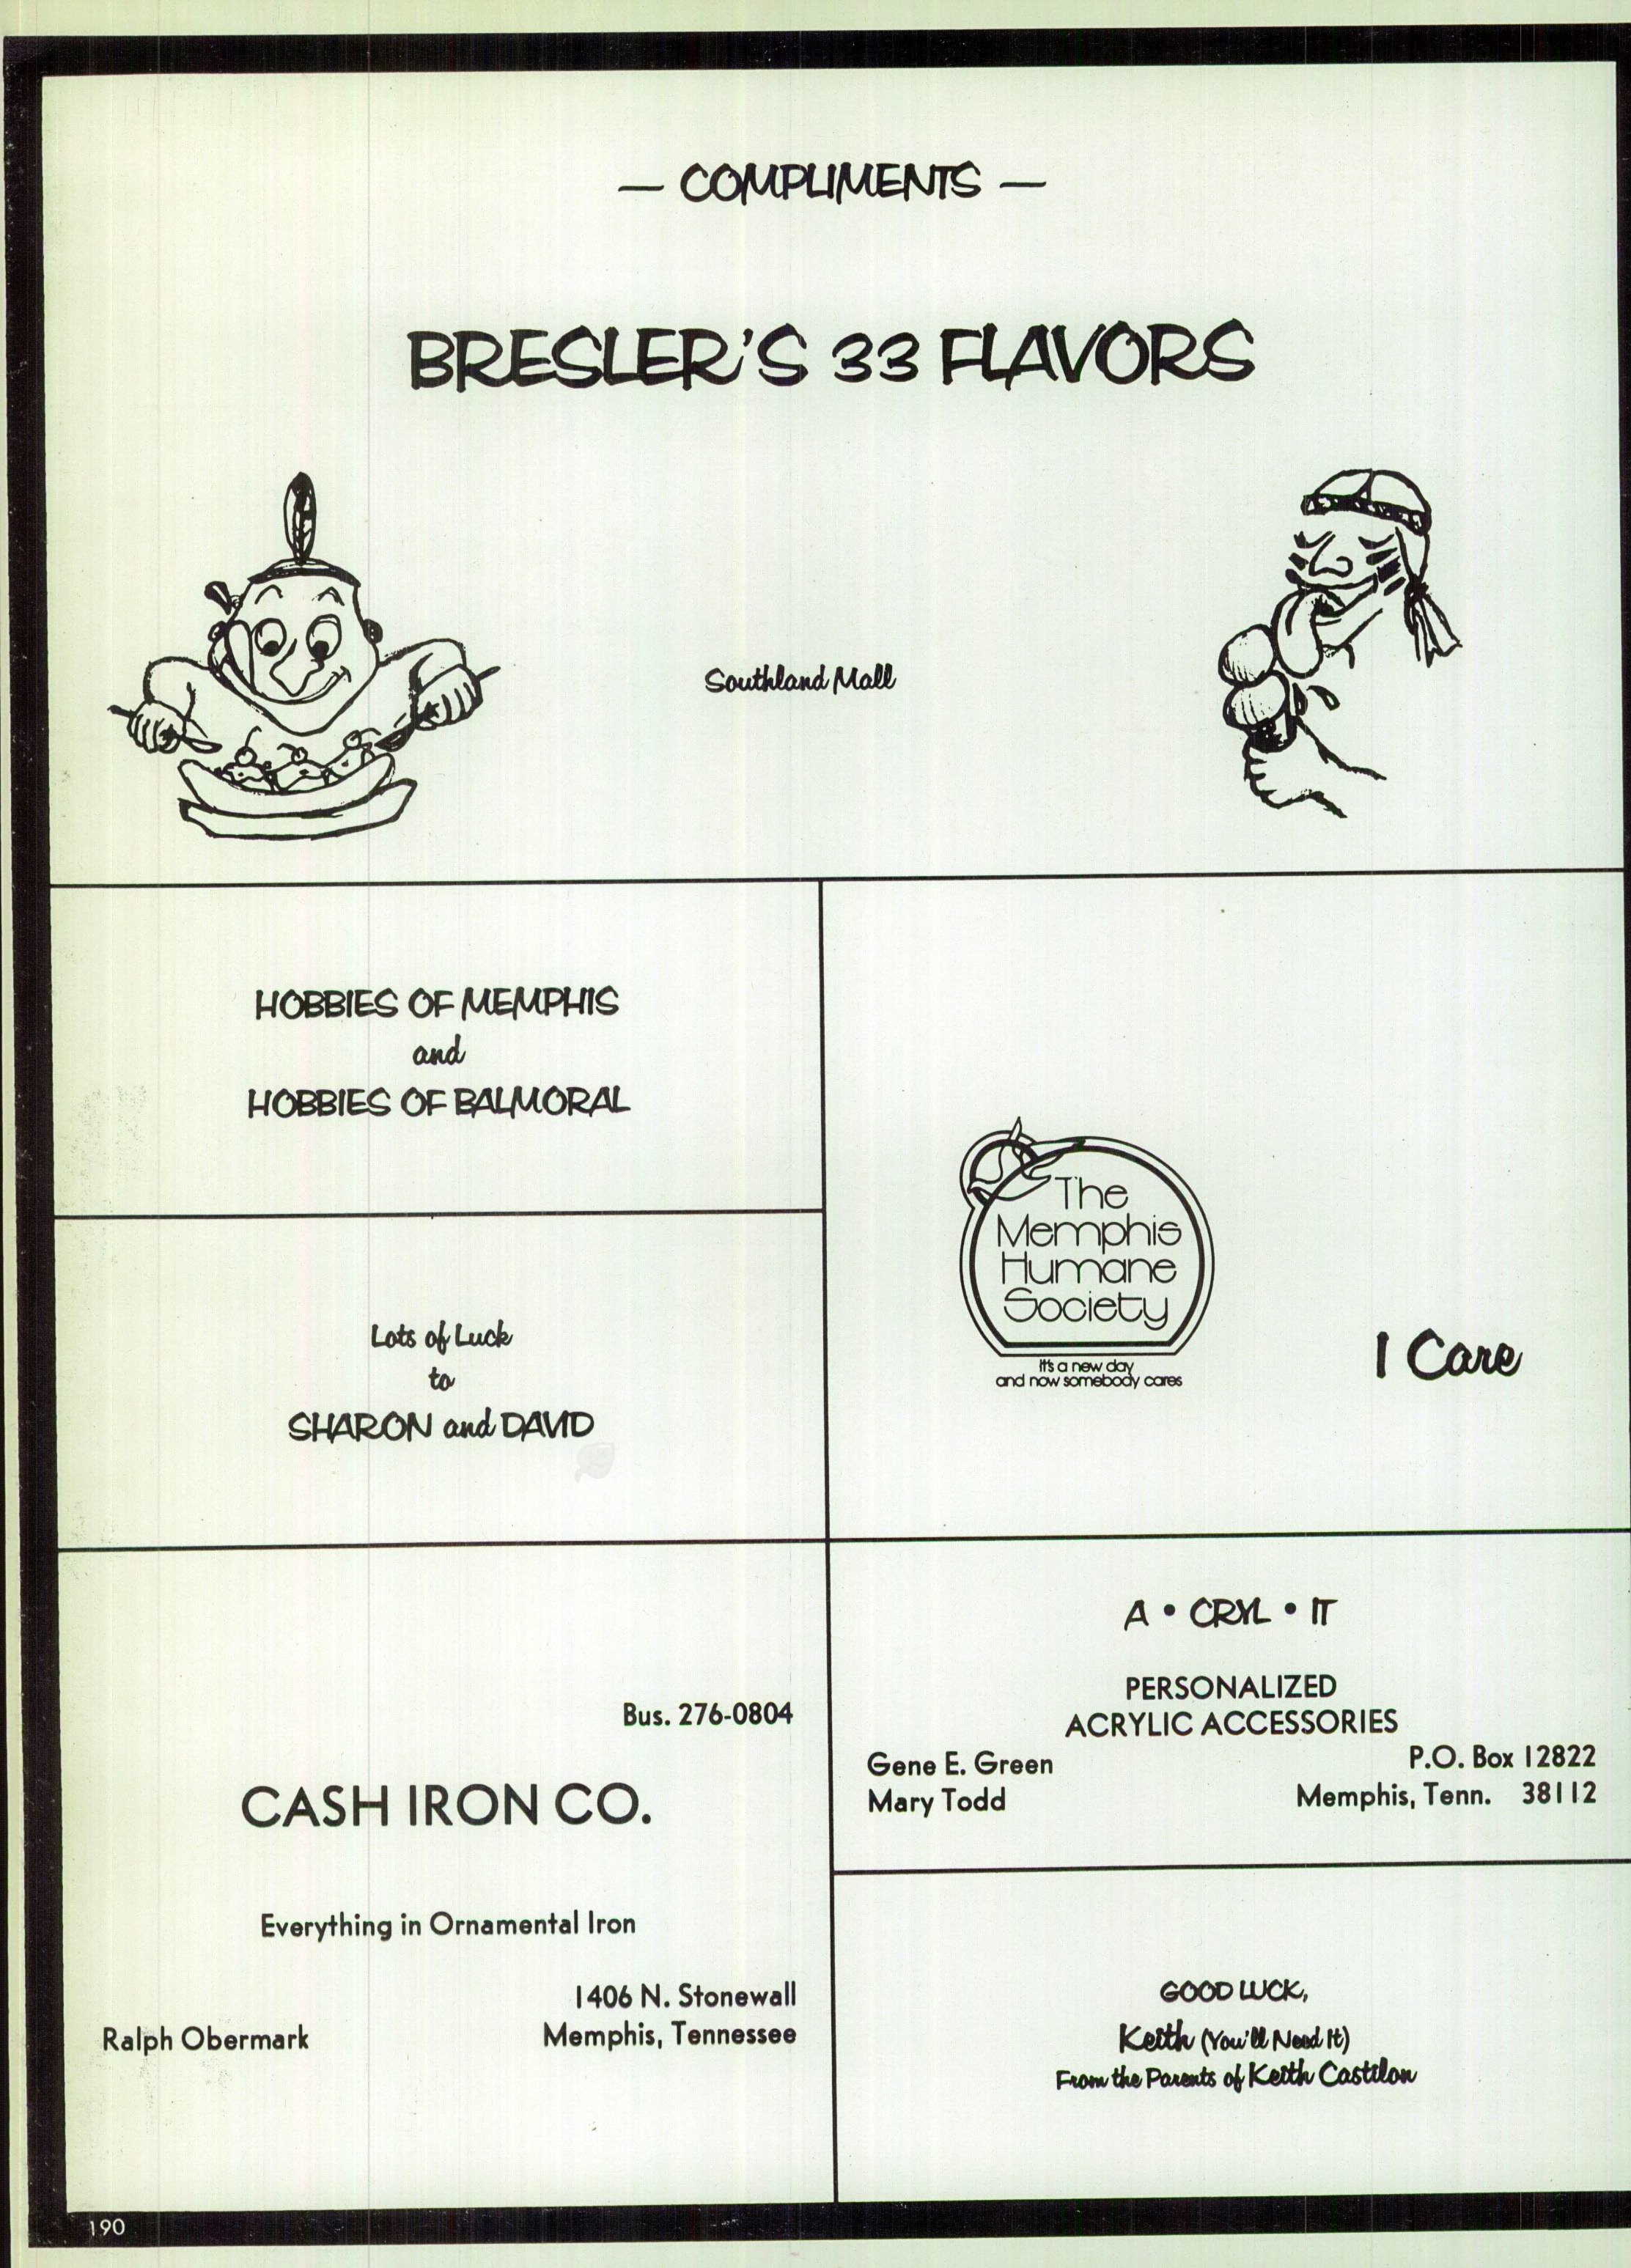 — COMPLIMENTS —
BRESLER'S 33 FLAVORS
Southland Mall
HOBBIES OF MEMPHIS
and
HOBBIES OF BALMORAL
Lots of Luck
to
SHARON and DAVID
The
Memphis
Humane
Society
It's a new day
and now somebody cares
I Care
Bus. 276-0804
CASH IRON CO.
Everything in Ornamental Iron
1406 N. Stonewall
Ralph Obermark Memphis, Tennessee
A • CRYL • IT
PERSONALIZED
ACRYLIC ACCESSORIES
Gene E. Green P.O. Box 12822
Mary Todd Memphis, Tenn. 38112
GOOD LUCK,
Keith (You'll Need It)
From the Parents of Keith Castilow
190